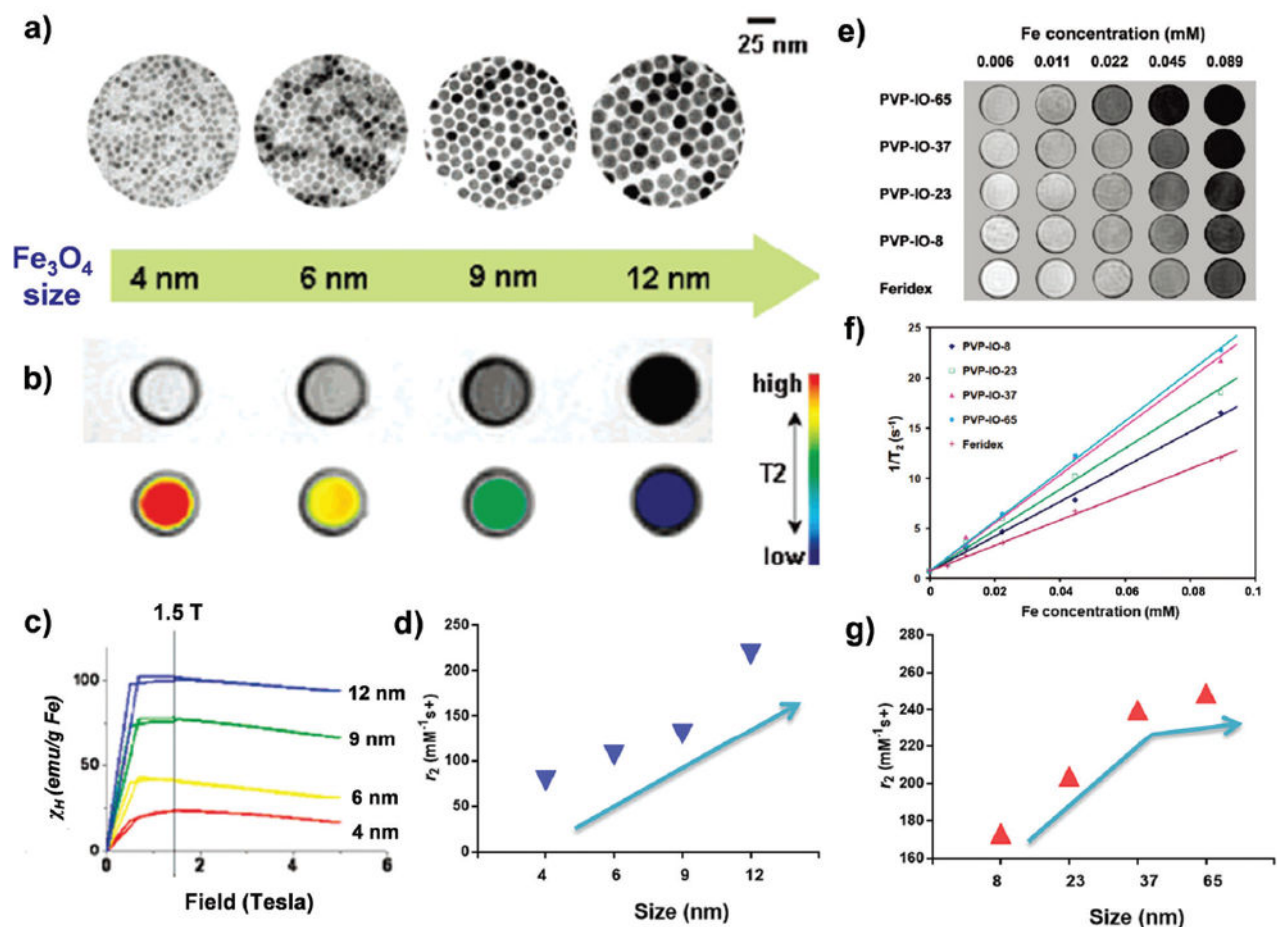 a)
25 nm
Fe₃O₄
size
4 nm 6 nm 9 nm 12 nm
b)
high
T2
low
c)
1.5 T
100
50
0
12 nm
9 nm
6 nm
4 nm
0 2 4 6
χH (emu/g Fe)
Field (Tesla)
d)
250
200
150
100
50
0
r₂ (mM⁻¹s+)
4 6 9 12
Size (nm)
e)
Fe concentration (mM)
0.006 0.011 0.022 0.045 0.089
PVP-IO-65
PVP-IO-37
PVP-IO-23
PVP-IO-8
Feridex
f)
25
20
15
10
5
0
1/T₂ (s⁻¹)
PVP-IO-8
PVP-IO-23
PVP-IO-37
PVP-IO-65
Feridex
0 0.02 0.04 0.06 0.08 0.1
Fe concentration (mM)
g)
280
260
240
220
200
180
160
r₂ (mM⁻¹s+)
8 23 37 65
Size (nm)